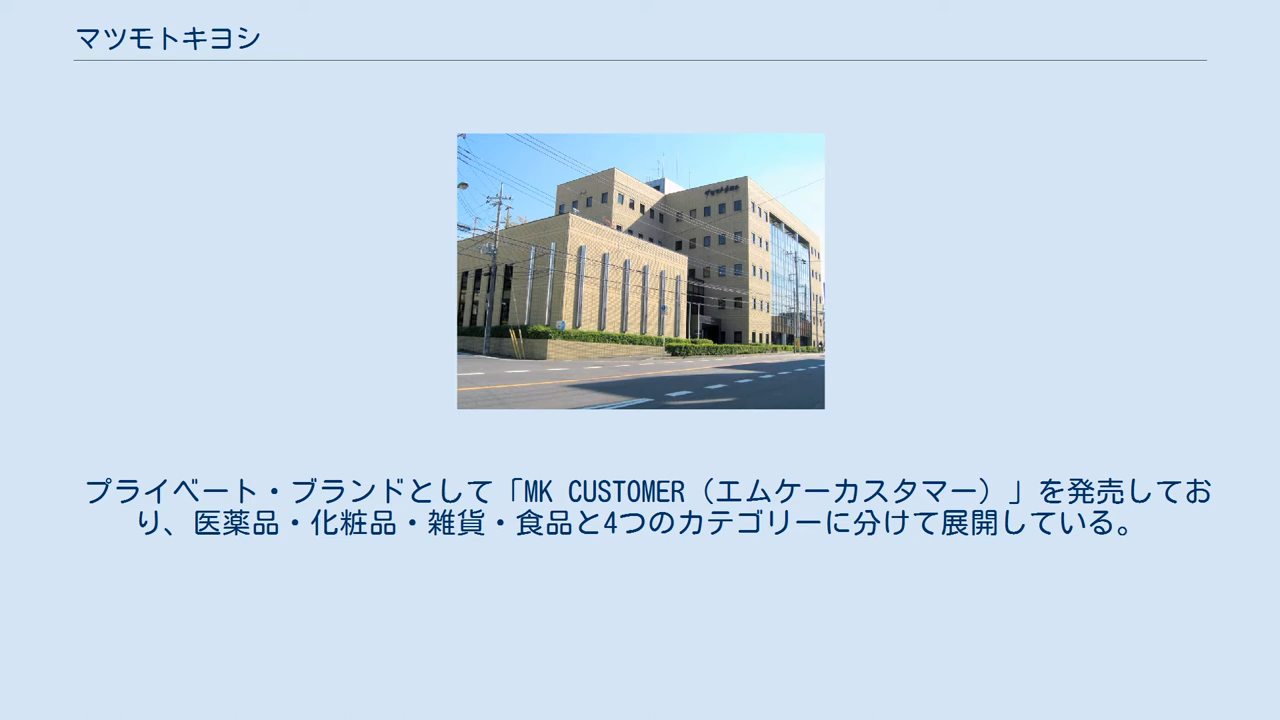 マツモトキヨシ
プライベート・ブランドとして「MK CUSTOMER（エムケーカスタマー）」を発売してお
り、医薬品・化粧品・雑貨・食品と4つのカテゴリーに分けて展開している。